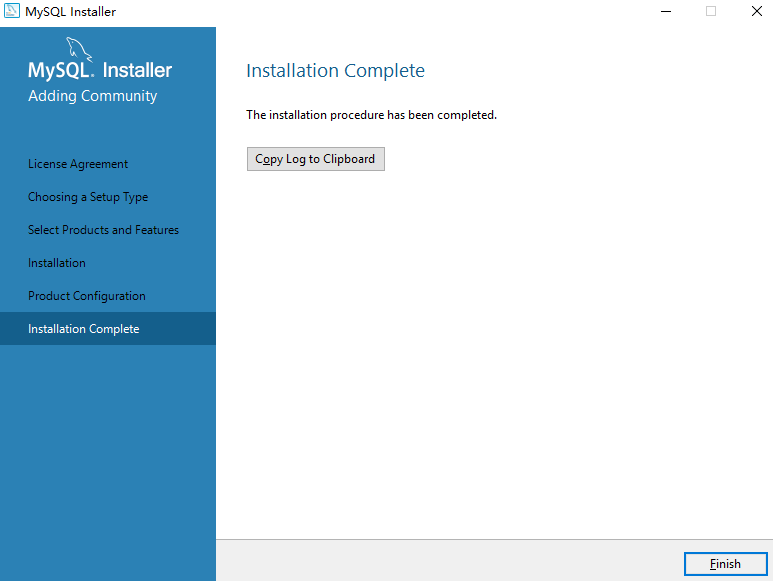 MySQL Installer
MySQL. Installer
Adding Community
License Agreement
Choosing a Setup Type
Select Products and Features
Installation
Product Configuration
Installation Complete
Installation Complete
The installation procedure has been completed.
Copy Log to Clipboard
Finish